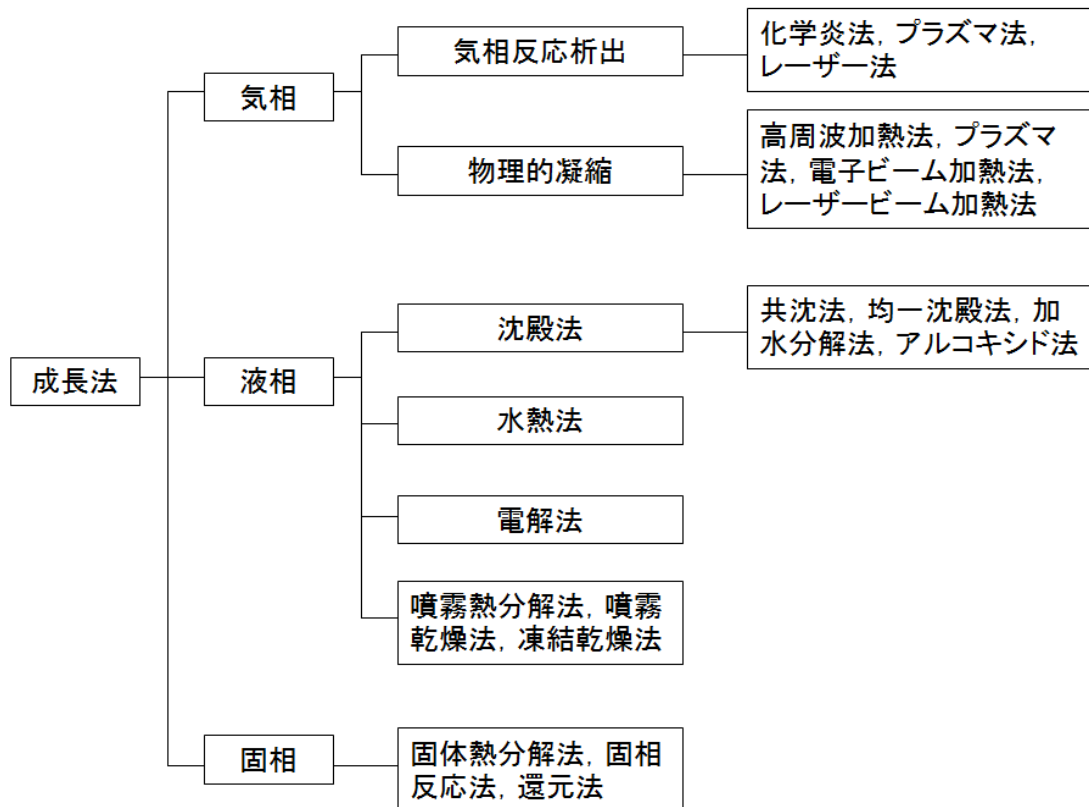 成長法
気相
気相反応析出
化学炎法, プラズマ法,
レーザー法
物理的凝縮
高周波加熱法, プラズマ
法, 電子ビーム加熱法,
レーザービーム加熱法
液相
沈殿法
共沈法, 均一沈殿法, 加
水分解法, アルコキシド法
水熱法
電解法
噴霧熱分解法, 噴霧
乾燥法, 凍結乾燥法
固相
固体熱分解法, 固相
反応法, 還元法